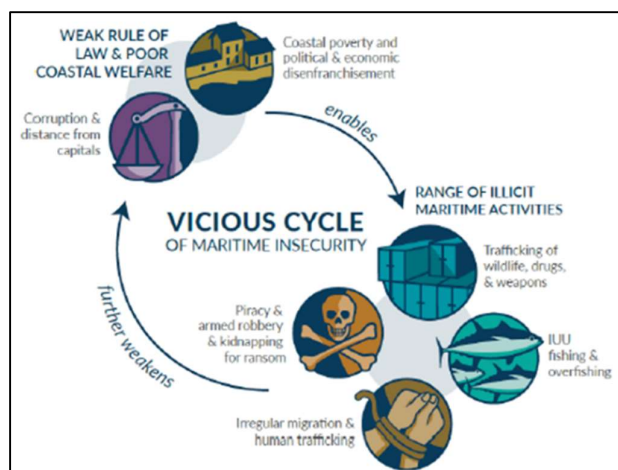 WEAK RULE OF
LAW & POOR
COASTAL WELFARE
Coastal poverty and
political & economic
disenfranchisement
Corruption &
distance from
capitals
enables
RANGE OF ILLICIT
MARITIME ACTIVITIES
VICIOUS CYCLE
OF MARITIME INSECURITY
Trafficking of
wildlife, drugs,
& weapons
Piracy &
armed robbery
& kidnapping
for ransom
IUU
fishing &
overfishing
Irregular migration &
human trafficking
further weakens